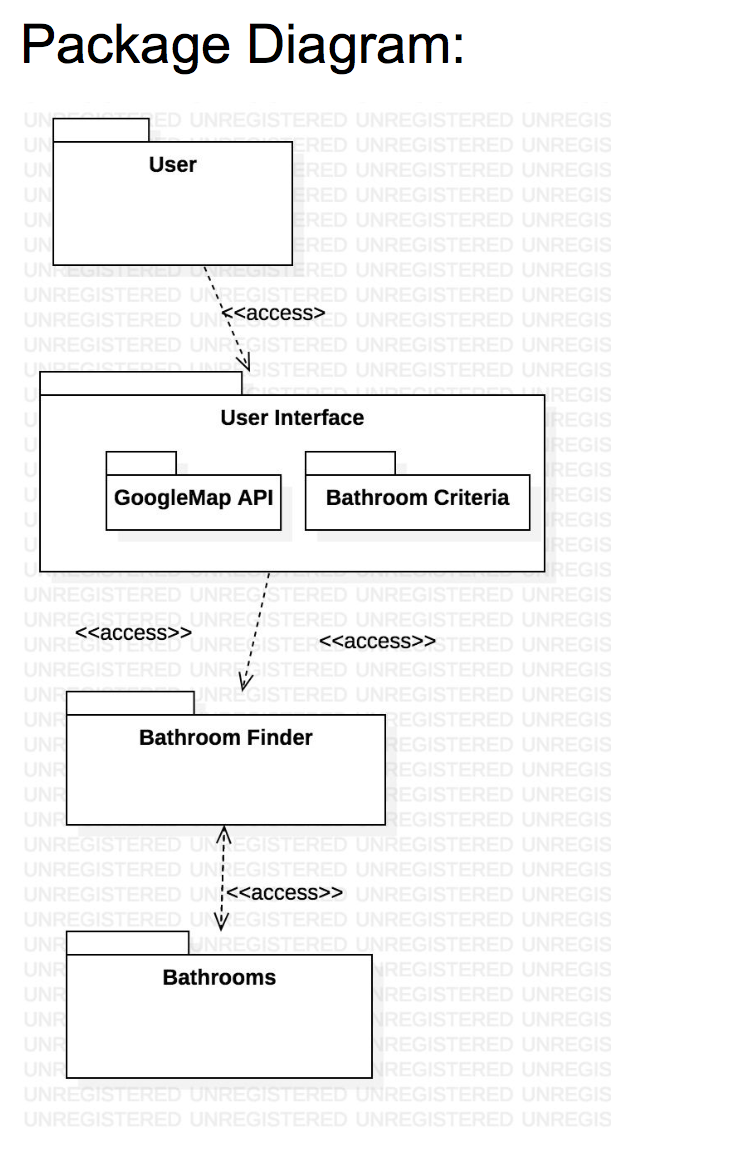 Package Diagram:
UNREGISTERED UNREGISTERED UNREGISTERED UNREGIS
User
<<access>
User Interface
GoogleMap API
Bathroom Criteria
<<access>>
<<access>>
Bathroom Finder
<<access>>
Bathrooms